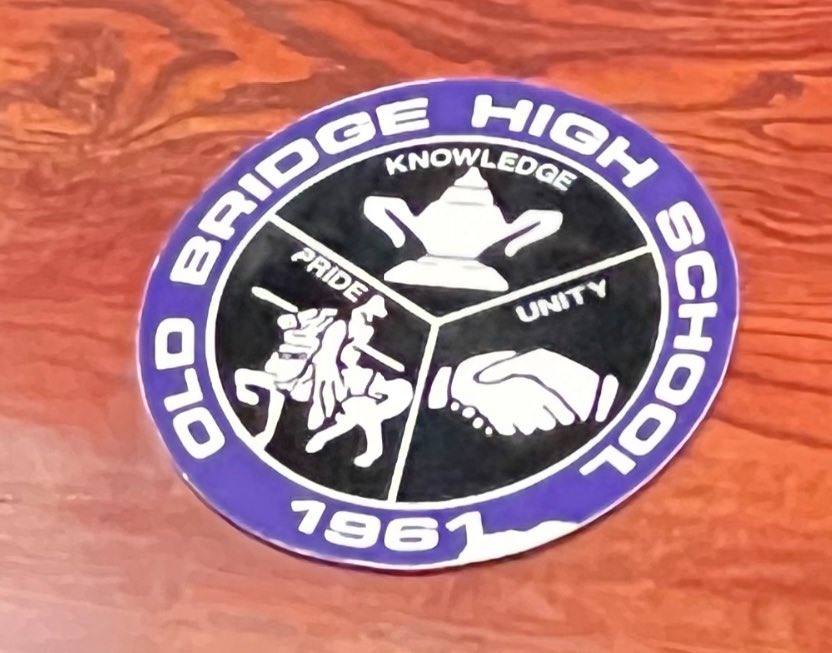 OLD BRIDGE HIGH SCHOOL
KNOWLEDGE
PRIDE
UNITY
1961